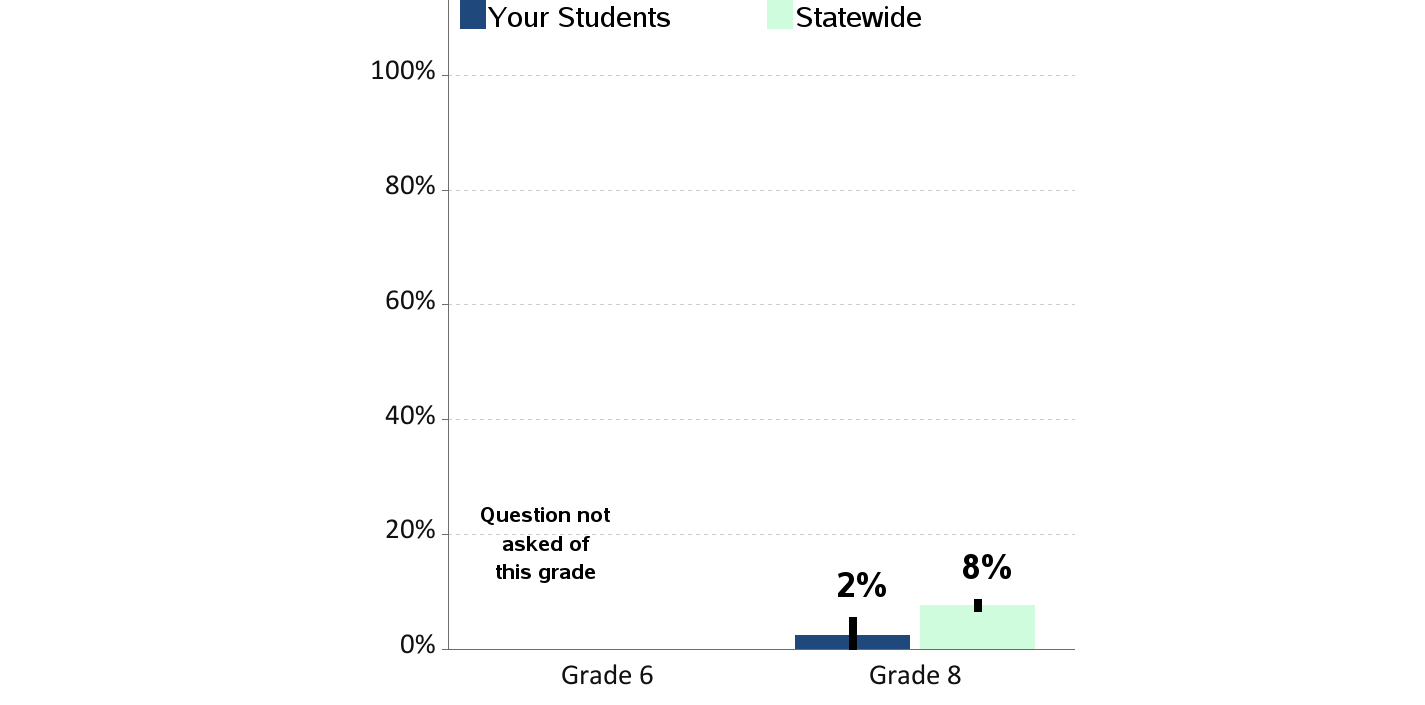 Your Students Statewide
100%
80%
60%
40%
20%
0%
Question not
asked of
this grade
2%
8%
Grade 6 Grade 8